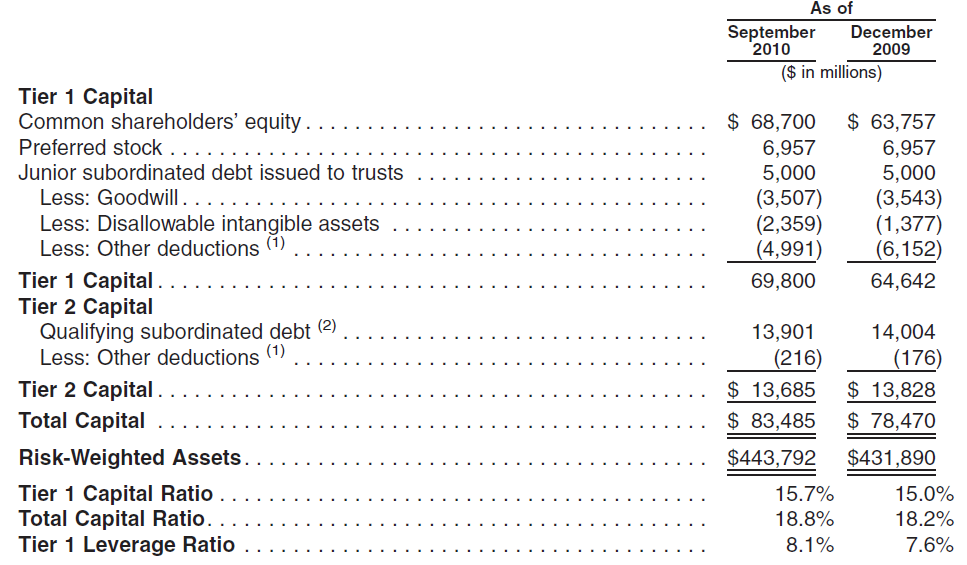 As of
September 2010 December 2009
($ in millions)
Tier 1 Capital
Common shareholders’ equity . . . . . . . . . . . . . . . . . . . . . . . . . . . . . . . . . $ 68,700 $ 63,757
Preferred stock . . . . . . . . . . . . . . . . . . . . . . . . . . . . . . . . . . . . . . . . . . . . 6,957 6,957
Junior subordinated debt issued to trusts . . . . . . . . . . . . . . . . . . . . . . . . 5,000 5,000
Less: Goodwill . . . . . . . . . . . . . . . . . . . . . . . . . . . . . . . . . . . . . . . . . . . (3,507) (3,543)
Less: Disallowable intangible assets . . . . . . . . . . . . . . . . . . . . . . . . . . (2,359) (1,377)
Less: Other deductions (1) . . . . . . . . . . . . . . . . . . . . . . . . . . . . . . . . . . (4,991) (6,152)
Tier 1 Capital . . . . . . . . . . . . . . . . . . . . . . . . . . . . . . . . . . . . . . . . . . . . . 69,800 64,642
Tier 2 Capital
Qualifying subordinated debt (2) . . . . . . . . . . . . . . . . . . . . . . . . . . . . . . 13,901 14,004
Less: Other deductions (1) . . . . . . . . . . . . . . . . . . . . . . . . . . . . . . . . . . (216) (176)
Tier 2 Capital . . . . . . . . . . . . . . . . . . . . . . . . . . . . . . . . . . . . . . . . . . . . . $ 13,685 $ 13,828
Total Capital . . . . . . . . . . . . . . . . . . . . . . . . . . . . . . . . . . . . . . . . . . . . . $ 83,485 $ 78,470
Risk-Weighted Assets . . . . . . . . . . . . . . . . . . . . . . . . . . . . . . . . . . . . . . $443,792 $431,890
Tier 1 Capital Ratio . . . . . . . . . . . . . . . . . . . . . . . . . . . . . . . . . . . . . . . . 15.7% 15.0%
Total Capital Ratio . . . . . . . . . . . . . . . . . . . . . . . . . . . . . . . . . . . . . . . . . 18.8% 18.2%
Tier 1 Leverage Ratio . . . . . . . . . . . . . . . . . . . . . . . . . . . . . . . . . . . . . . 8.1% 7.6%